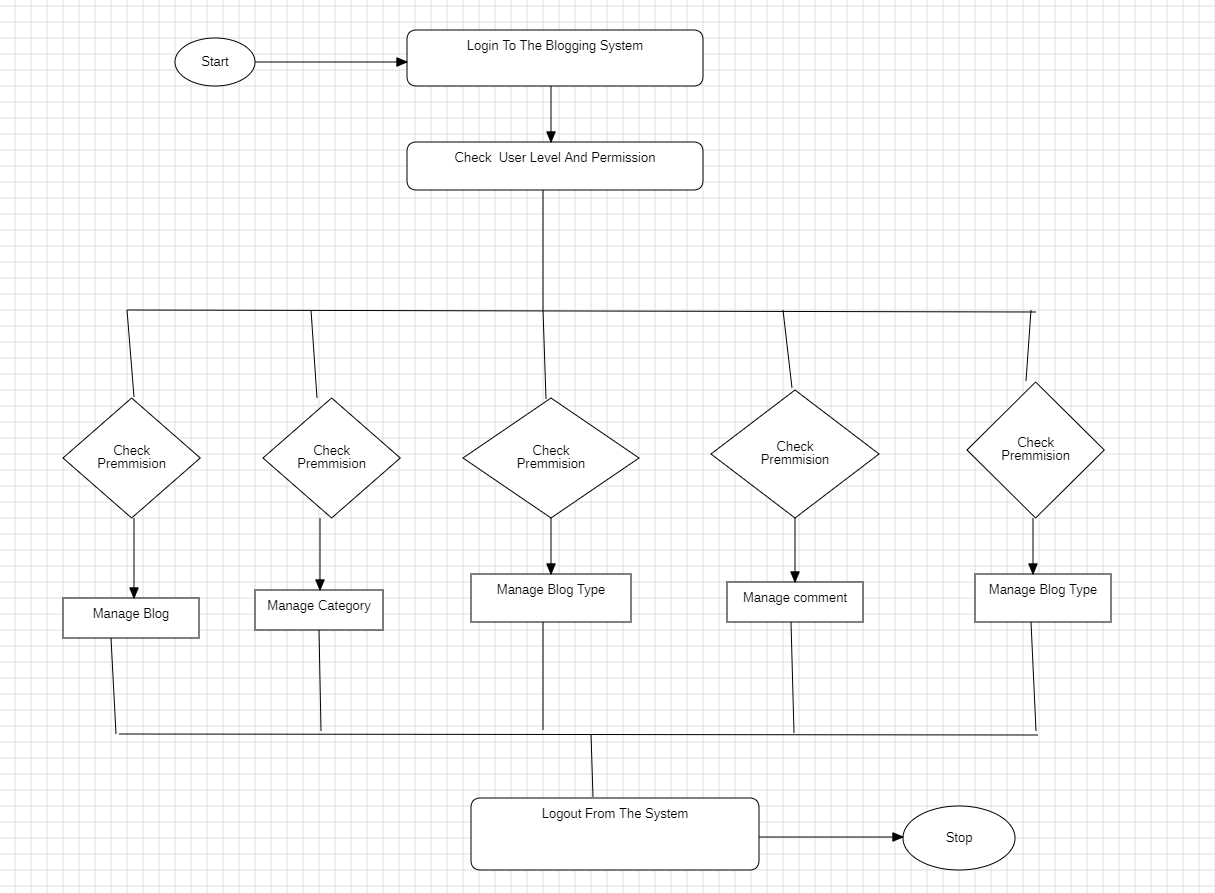 Start
Login To The Blogging System
Check  User Level And Permission
Check
Premmision
Check
Premmision
Check
Premmision
Check
Premmision
Check
Premmision
Manage Blog
Manage Category
Manage Blog Type
Manage comment
Manage Blog Type
Logout From The System
Stop